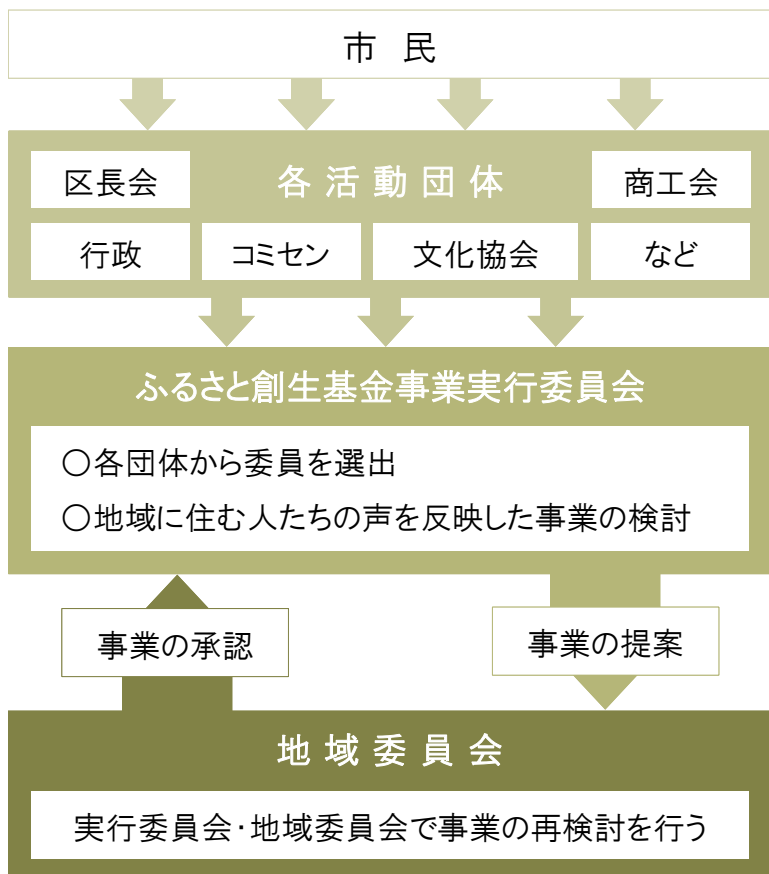 市　民
区長会
各活動団体
商工会
行政
コミセン
文化協会
など
ふるさと創生基金事業実行委員会
○各団体から委員を選出
○地域に住む人たちの声を反映した事業の検討
事業の承認
事業の提案
地域委員会
実行委員会・地域委員会で事業の再検討を行う